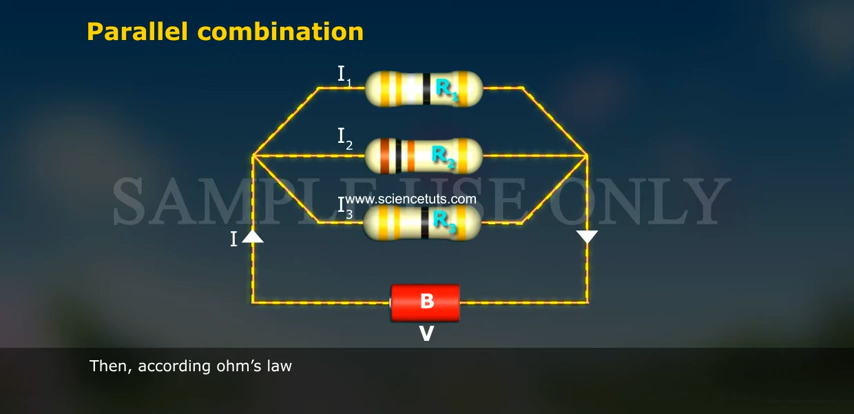 Parallel combination
I1
R1
I2
R2
SAMPLE USE ONLY
www.sciencetuts.com
I3
R3
I
B
V
Then, according ohm's law